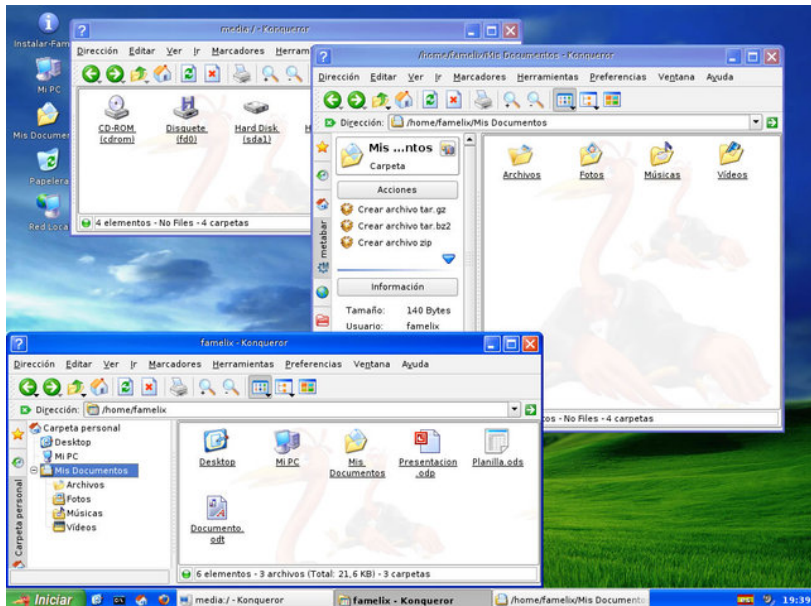 Instalar-Fam
Mi PC
Mis Documen
Papelera
Red Loca
media:/ - Konqueror
Dirección Editar Ver Ir Marcadores Herram
CD-ROM
(cdrom)
Disquete
(fd0)
Hard Disk
(sda1)
4 elementos - No Files - 4 carpetas
/home/famelix/Mis Documentos - Konqueror
Dirección Editar Ver Ir Marcadores Herramientas Preferencias Ventana Ayuda
Dirección: /home/famelix/Mis Documentos
metabar
Mis ...ntos
Carpeta
Acciones
Crear archivo tar.gz
Crear archivo tar.bz2
Crear archivo zip
Información
Tamaño: 140 Bytes
Usuario: famelix
Archivos
Fotos
Músicas
Vídeos
os - No Files - 4 carpetas
famelix - Konqueror
Dirección Editar Ver Ir Marcadores Herramientas Preferencias Ventana Ayuda
Dirección: /home/famelix
Carpeta personal
Carpeta personal
Desktop
Mi PC
Mis Documentos
Archivos
Fotos
Músicas
Vídeos
Desktop
Mi PC
Mis
Documentos
Presentacion
.odp
Planilla.ods
Documento.
odt
6 elementos - 3 archivos (Total: 21,6 KB) - 3 carpetas
Iniciar
media:/ - Konqueror
famelix - Konqueror
/home/famelix/Mis Documento
19:39